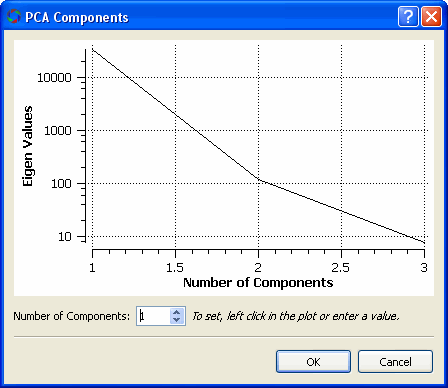 PCA Components
10000
1000
100
10
Eigen Values
1 1.5 2 2.5 3
Number of Components
Number of Components: 1 To set, left click in the plot or enter a value.
OK Cancel